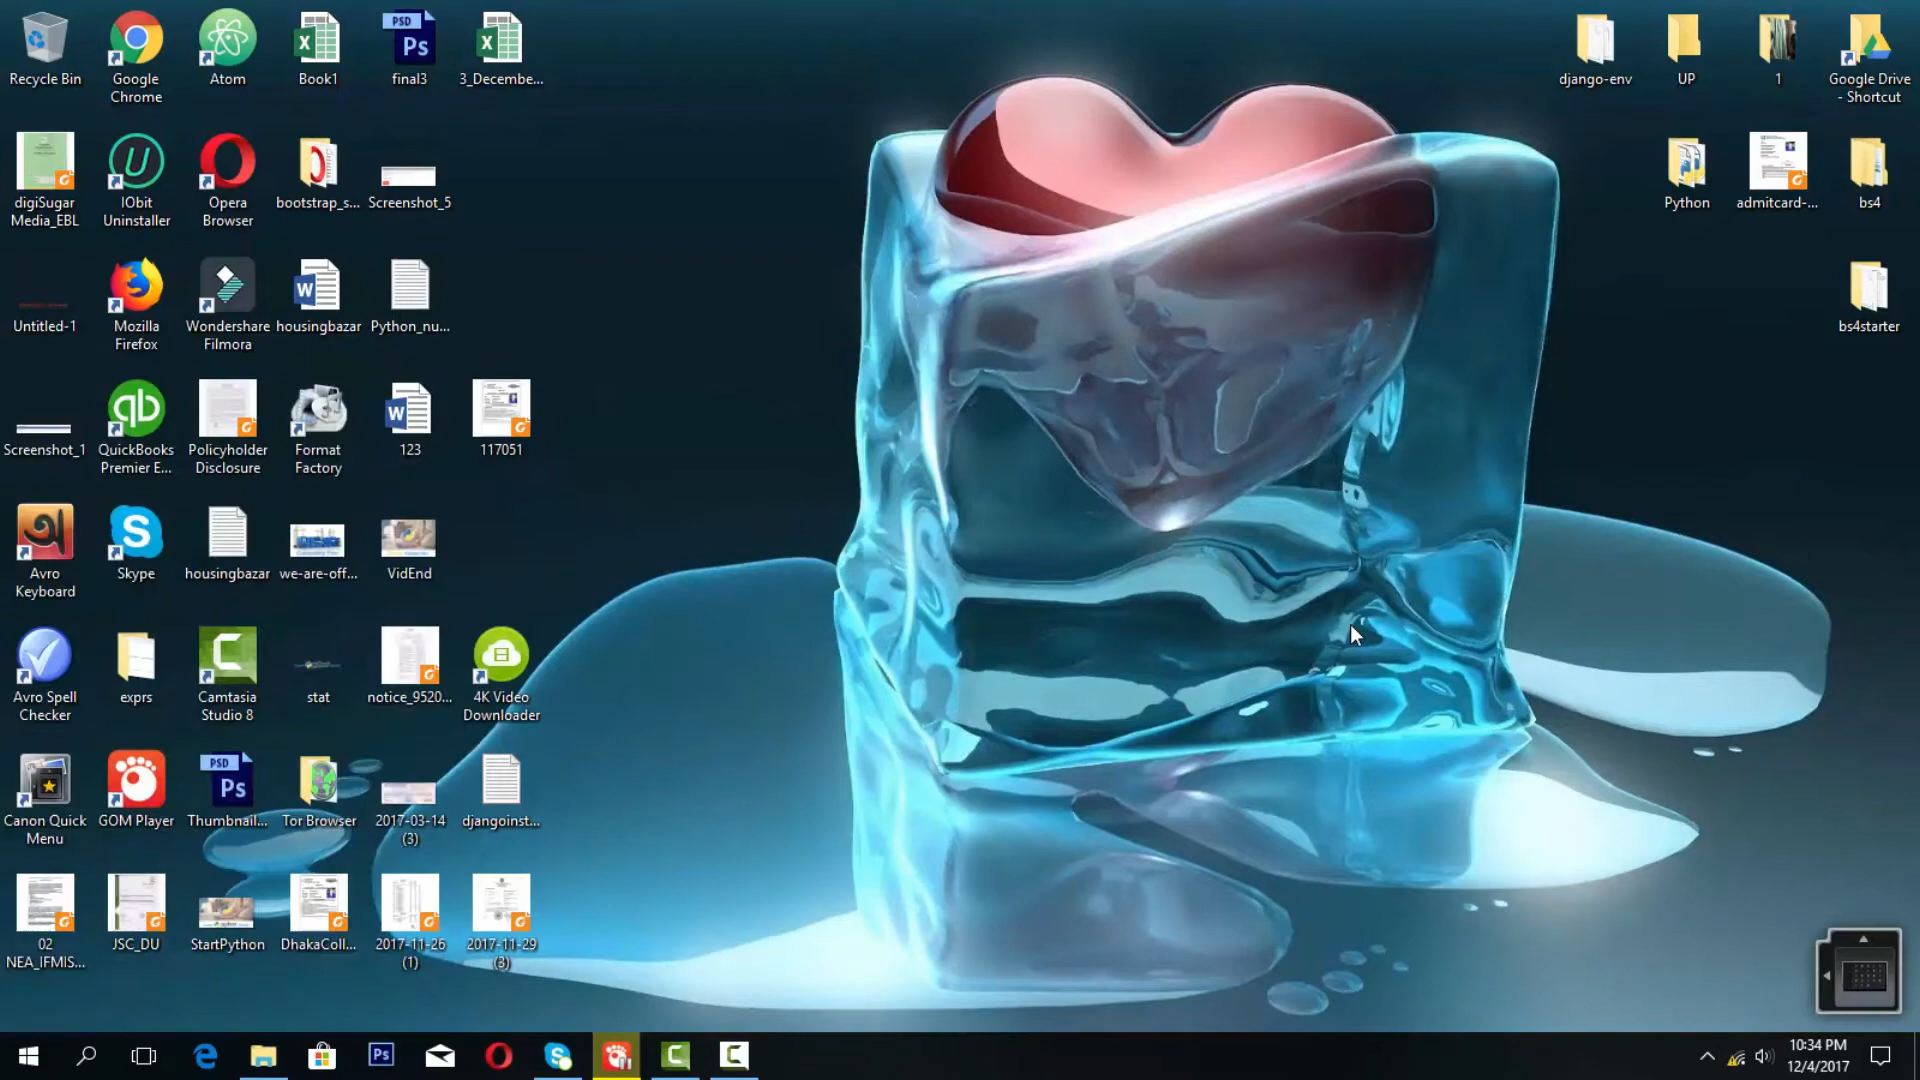 Recycle Bin
Google
Chrome
Atom
Book1
PSD
Ps
final3
3_Decembe...
django-env
UP
1
Google Drive
- Shortcut
digiSugar
Media_EBL
IObit
Uninstaller
Opera
Browser
bootstrap_s...
Screenshot_5
Python
admitcard-...
bs4
Untitled-1
Mozilla
Firefox
Wondershare
Filmora
housingbazar
Python_nu...
bs4starter
Screenshot_1
QuickBooks
Premier E...
Policyholder
Disclosure
Format
Factory
123
117051
অ
Avro
Keyboard
Skype
housingbazar
we-are-off...
VidEnd
Avro Spell
Checker
exprs
Camtasia
Studio 8
stat
notice_9520...
4K Video
Downloader
Canon Quick
Menu
GOM Player
PSD
Ps
Thumbnail...
Tor Browser
2017-03-14
(3)
djangoinst...
02
NEA_IFMIS...
JSC_DU
StartPython
DhakaColl...
2017-11-26
(1)
2017-11-29
(3)
Ps
10:34 PM
12/4/2017